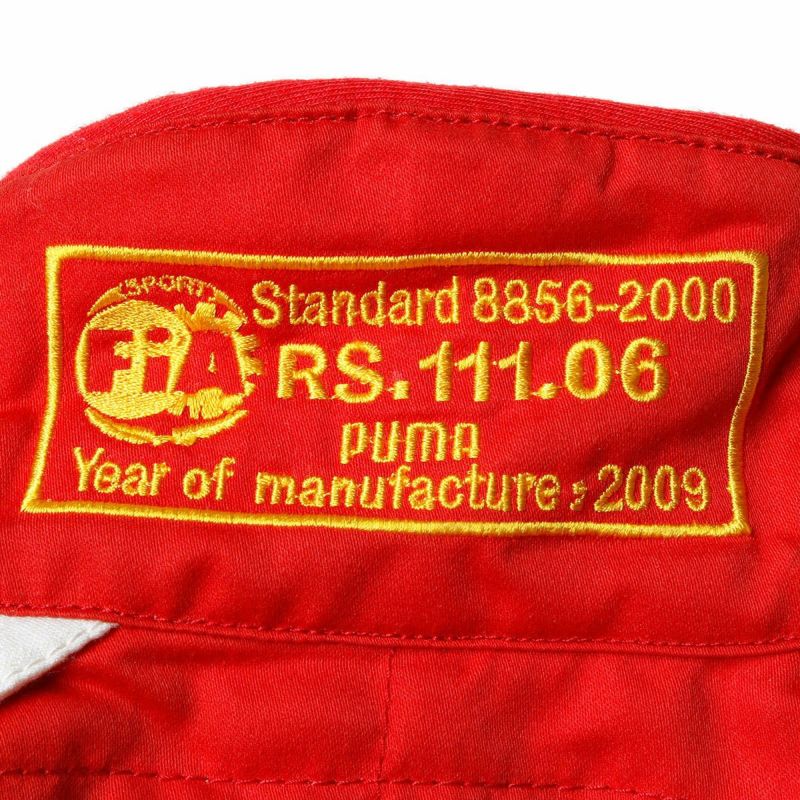 SPORT
FIA
Standard 8856-2000
RS.111.06
PUMA
Year of manufacture : 2009